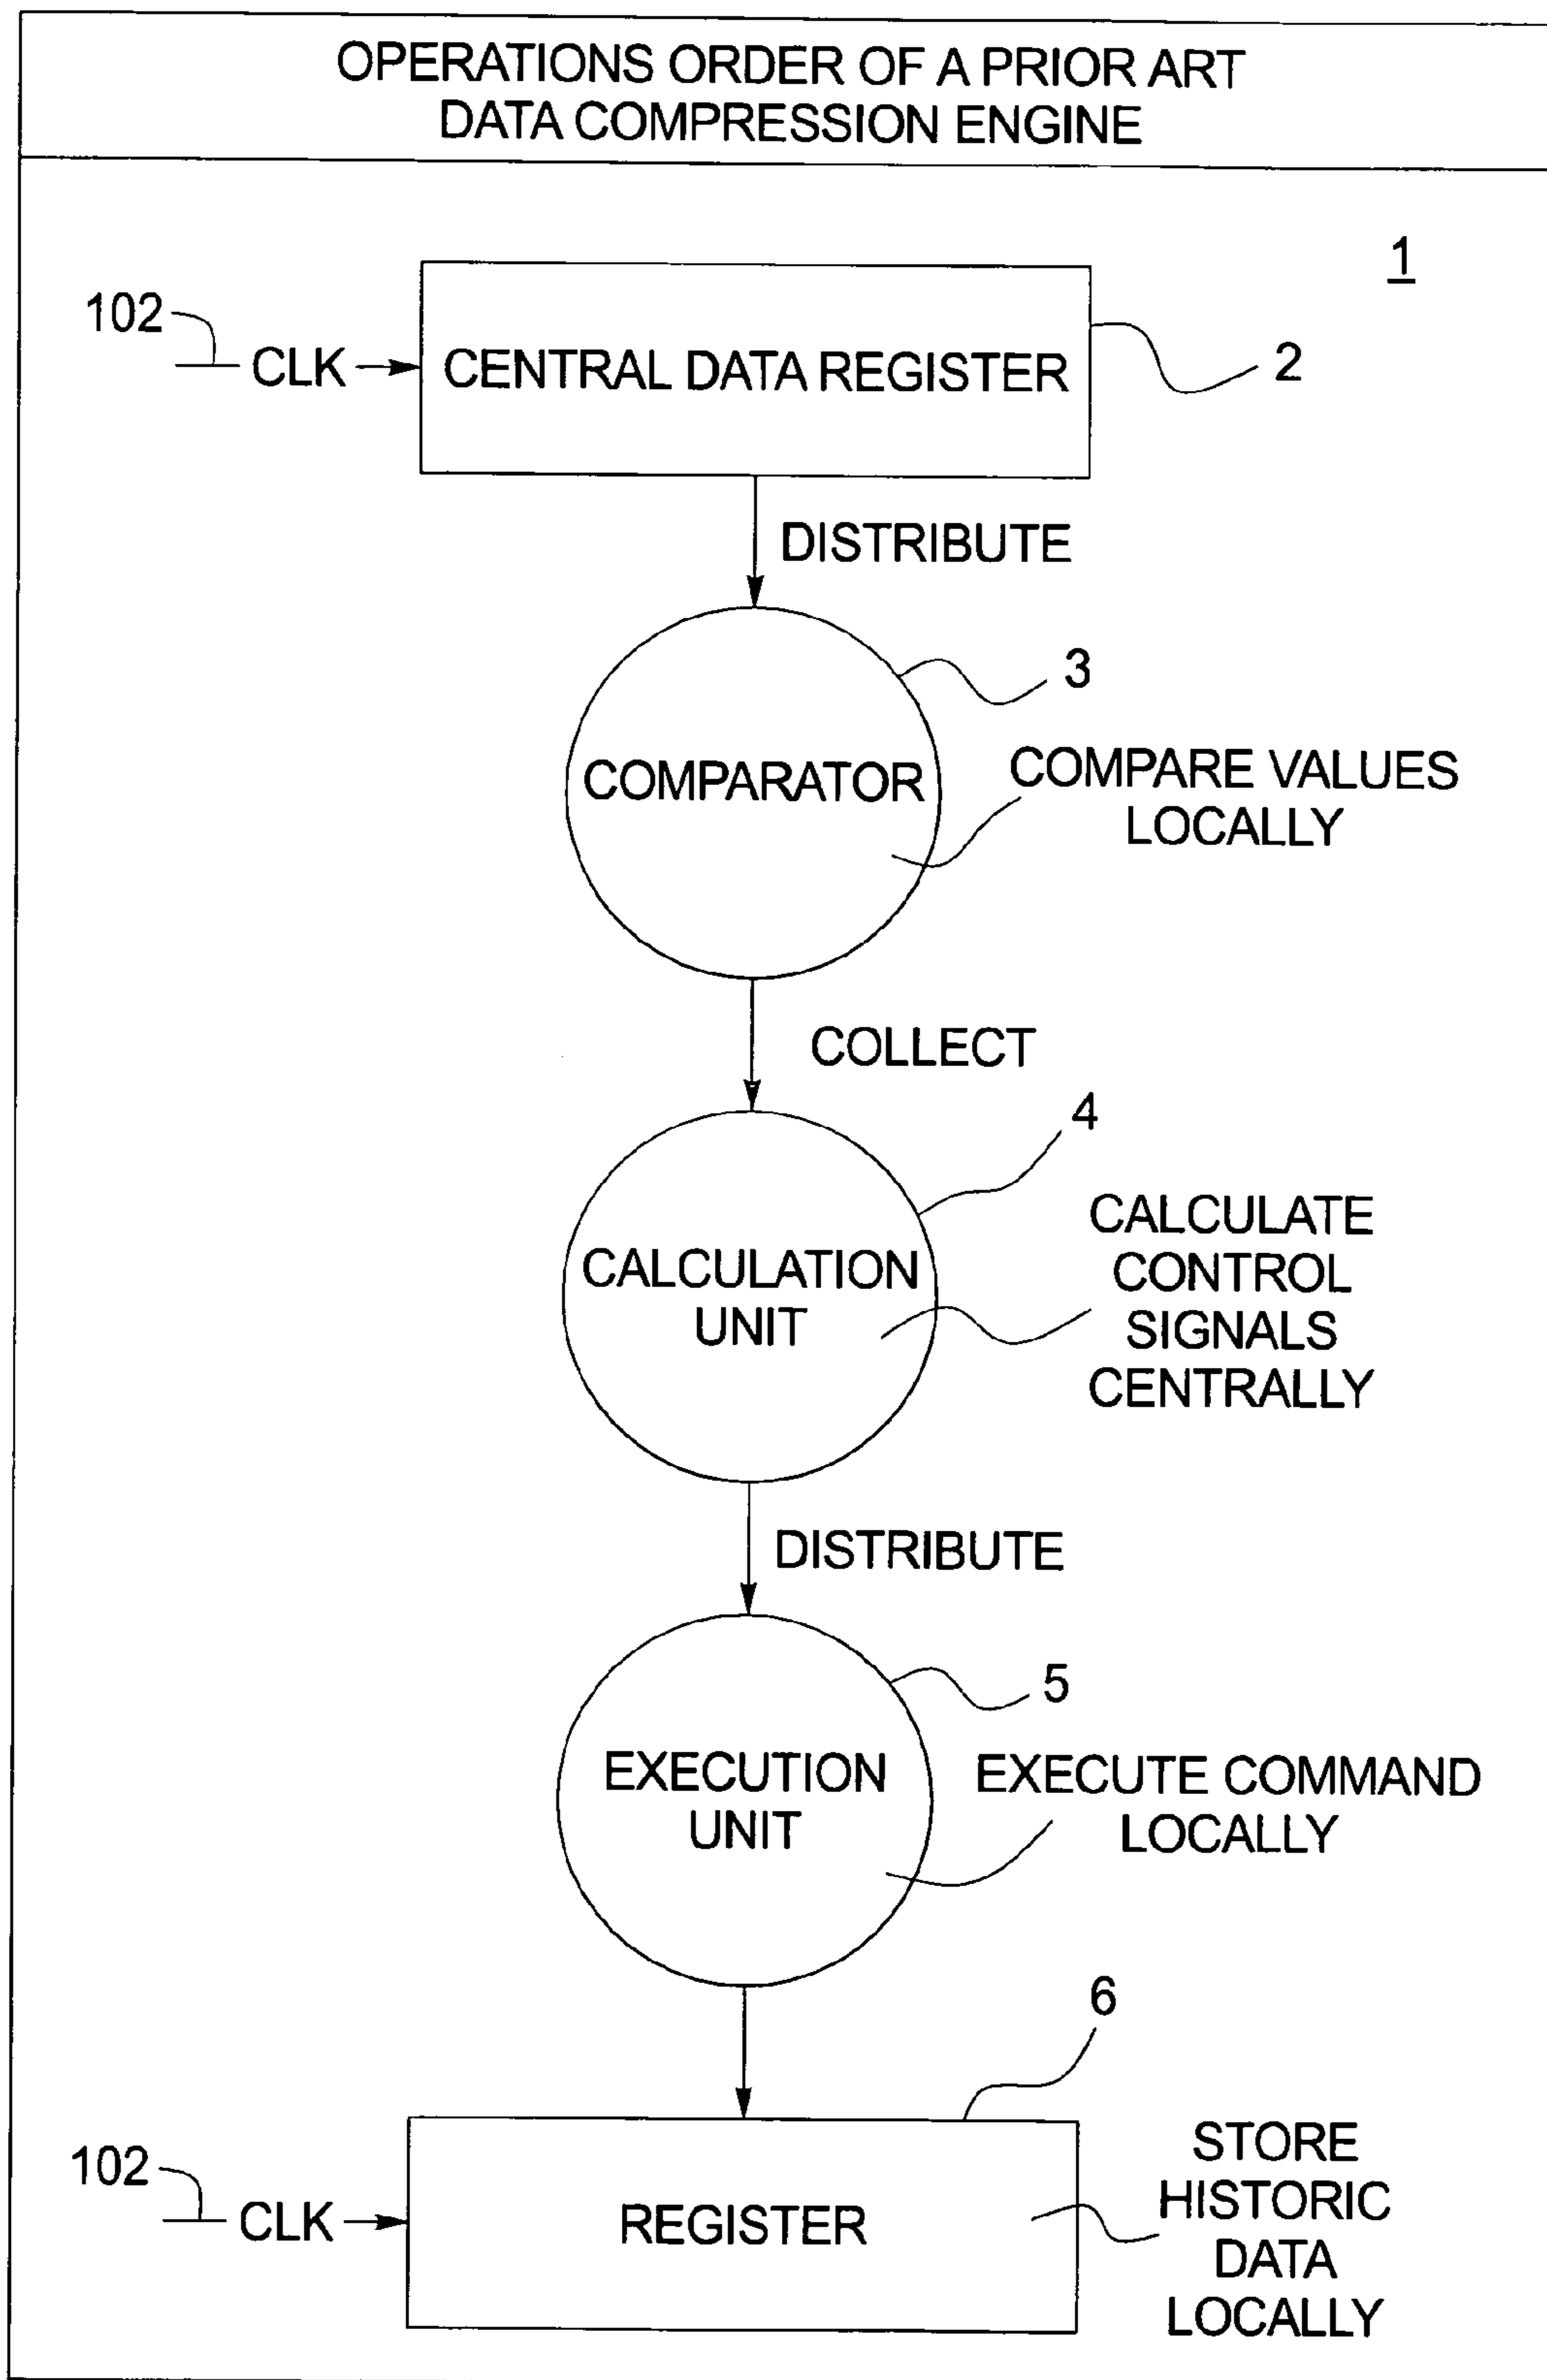 OPERATIONS ORDER OF A PRIOR ART
DATA COMPRESSION ENGINE
1
102
CLK
CENTRAL DATA REGISTER
2
DISTRIBUTE
3
COMPARATOR
COMPARE VALUES
LOCALLY
COLLECT
4
CALCULATION
UNIT
CALCULATE
CONTROL
SIGNALS
CENTRALLY
DISTRIBUTE
5
EXECUTION
UNIT
EXECUTE COMMAND
LOCALLY
6
102
CLK
REGISTER
STORE
HISTORIC
DATA
LOCALLY